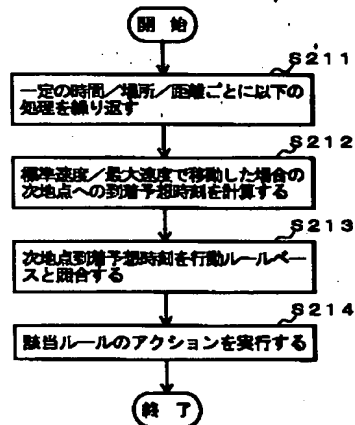 開 始
S211
一定の時間／場所／距離ごとに以下の
処理を繰り返す
S212
標準速度／最大速度で移動した場合の
次地点への到着予想時刻を計算する
S213
次地点到着予想時刻を行動ルールベー
スと照合する
S214
該当ルールのアクションを実行する
終 了